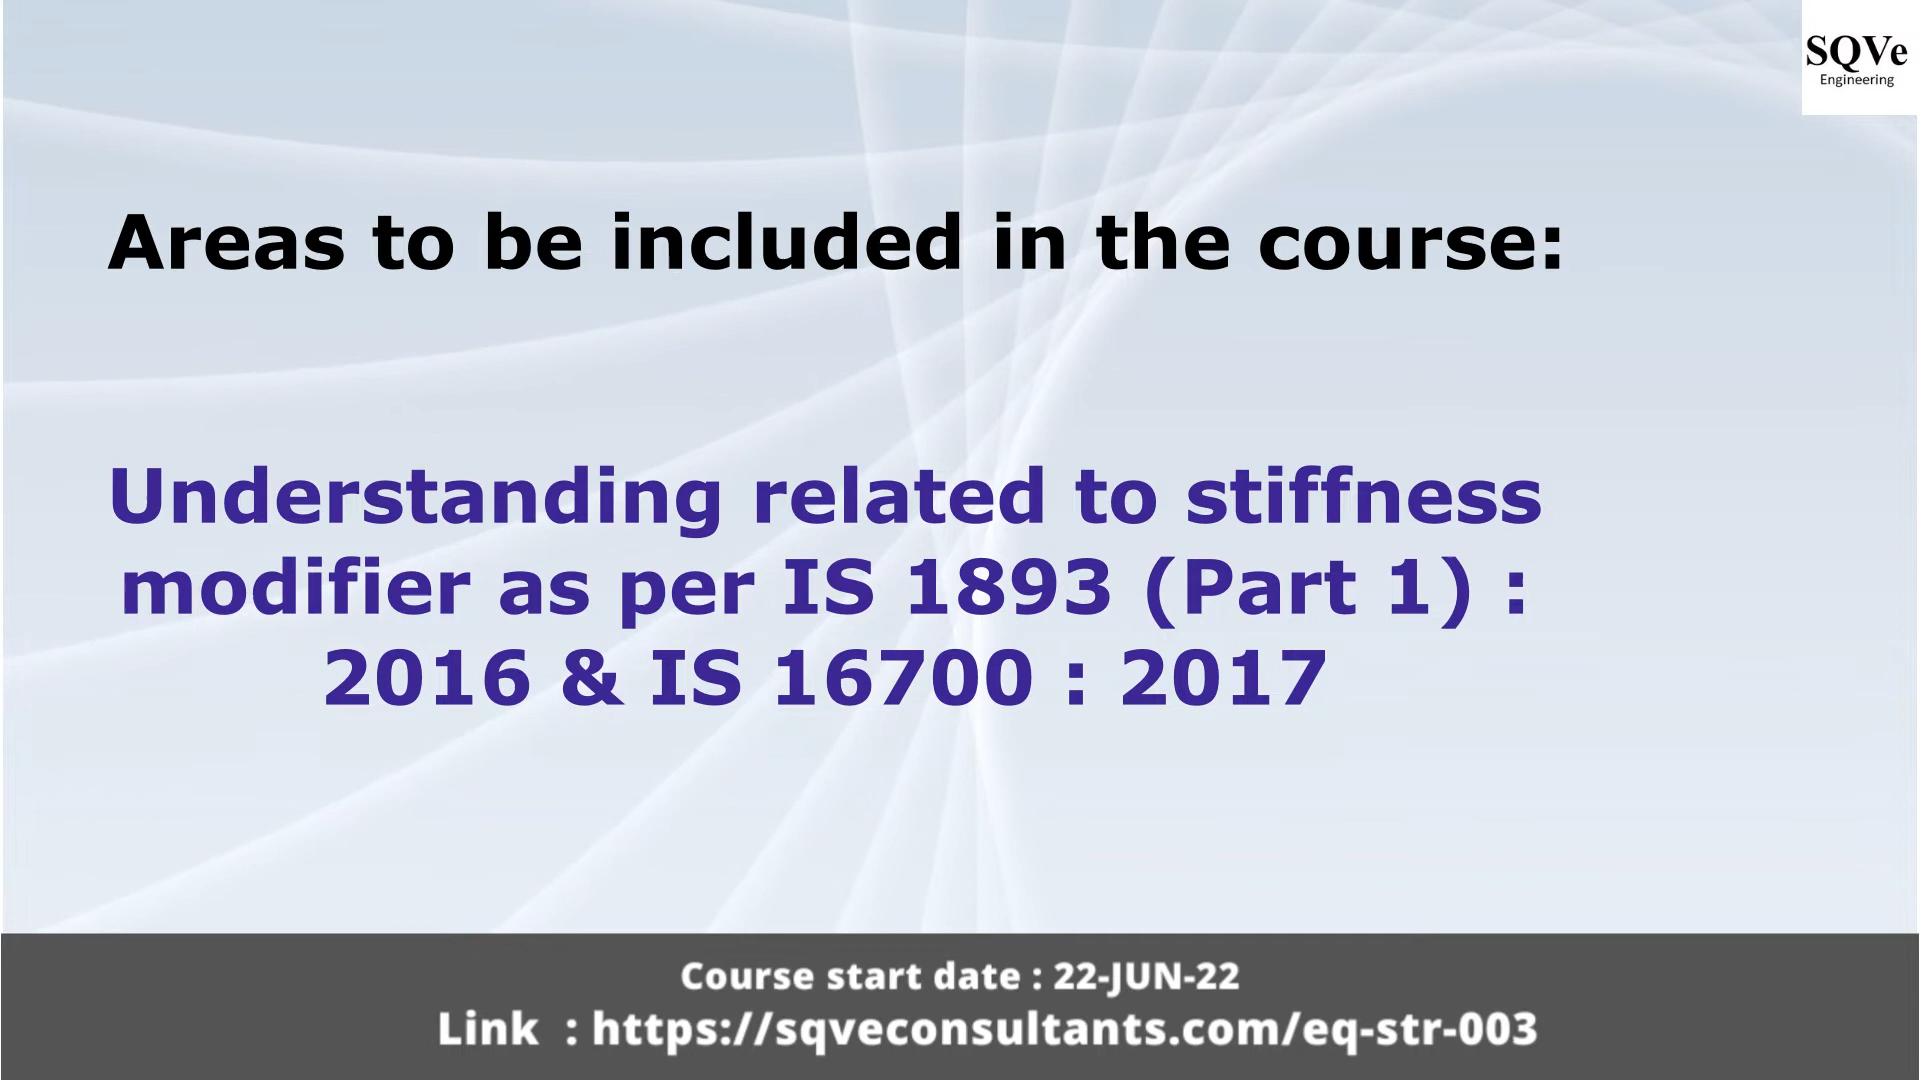 SQVe
Engineering
Areas to be included in the course:
Understanding related to stiffness
modifier as per IS 1893 (Part 1) :
2016 & IS 16700 : 2017
Course start date : 22-JUN-22
Link : https://sqveconsultants.com/eq-str-003